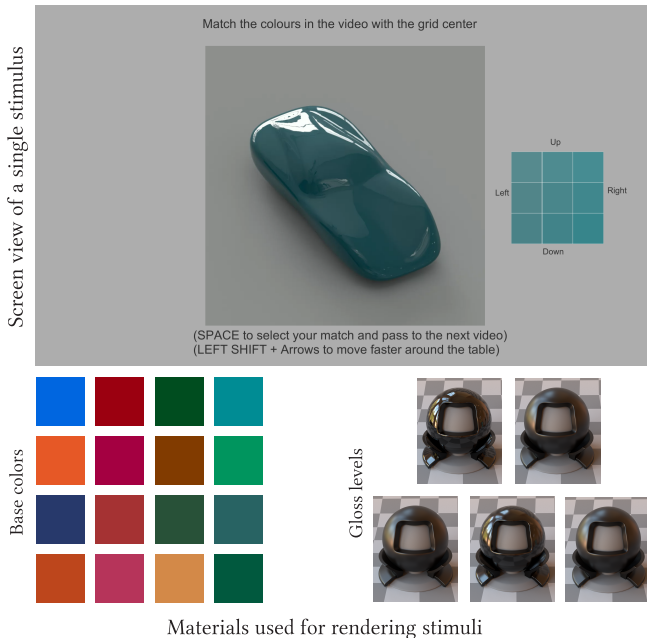 Screen view of a single stimulus
Match the colours in the video with the grid center
Up
Left
Right
Down
(SPACE to select your match and pass to the next video)
(LEFT SHIFT + Arrows to move faster around the table)
Base colors
Gloss levels
Materials used for rendering stimuli